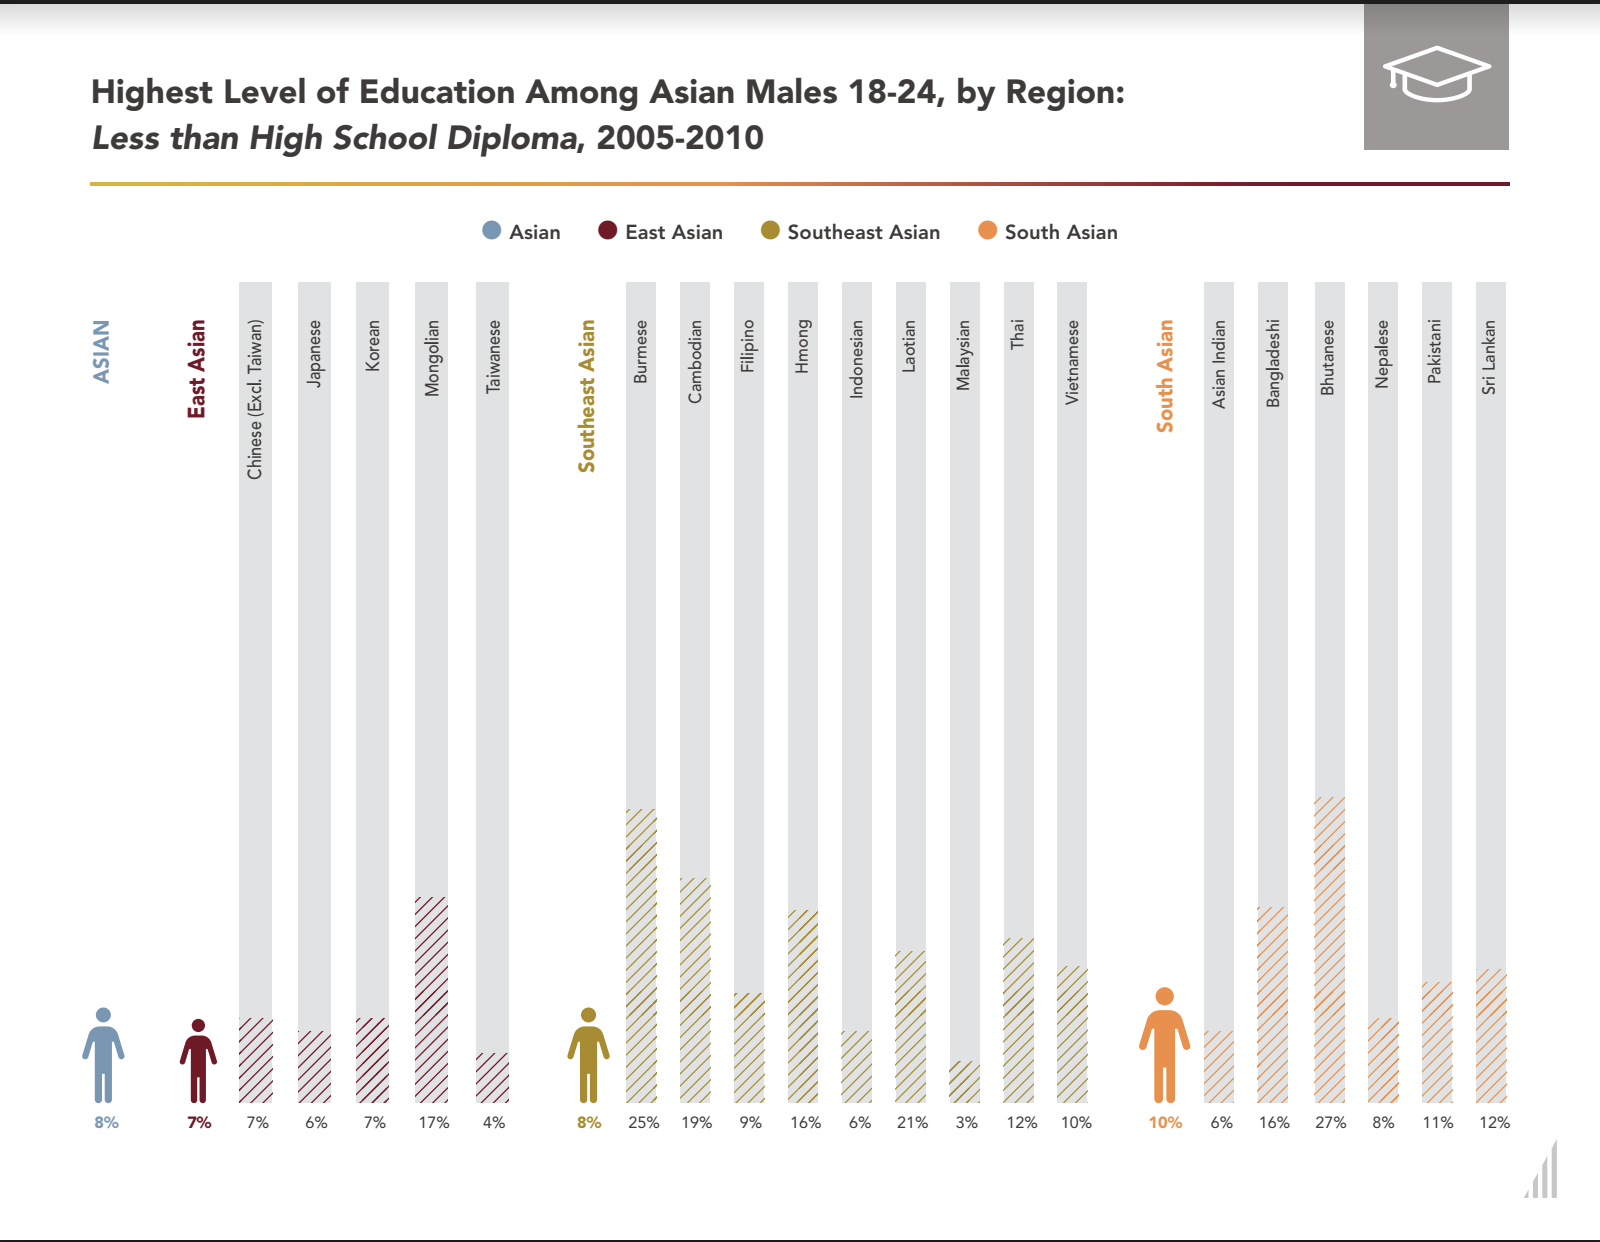 Highest Level of Education Among Asian Males 18-24, by Region:
Less than High School Diploma, 2005-2010
Asian
East Asian
Southeast Asian
South Asian
ASIAN
East Asian
Chinese (Excl. Taiwan)
Japanese
Korean
Mongolian
Taiwanese
Southeast Asian
Burmese
Cambodian
Filipino
Hmong
Indonesian
Laotian
Malaysian
Thai
Vietnamese
South Asian
Asian Indian
Bangladeshi
Bhutanese
Nepalese
Pakistani
Sri Lankan
8%
7%
7%
6%
7%
17%
4%
8%
25%
19%
9%
16%
6%
21%
3%
12%
10%
10%
6%
16%
27%
8%
11%
12%